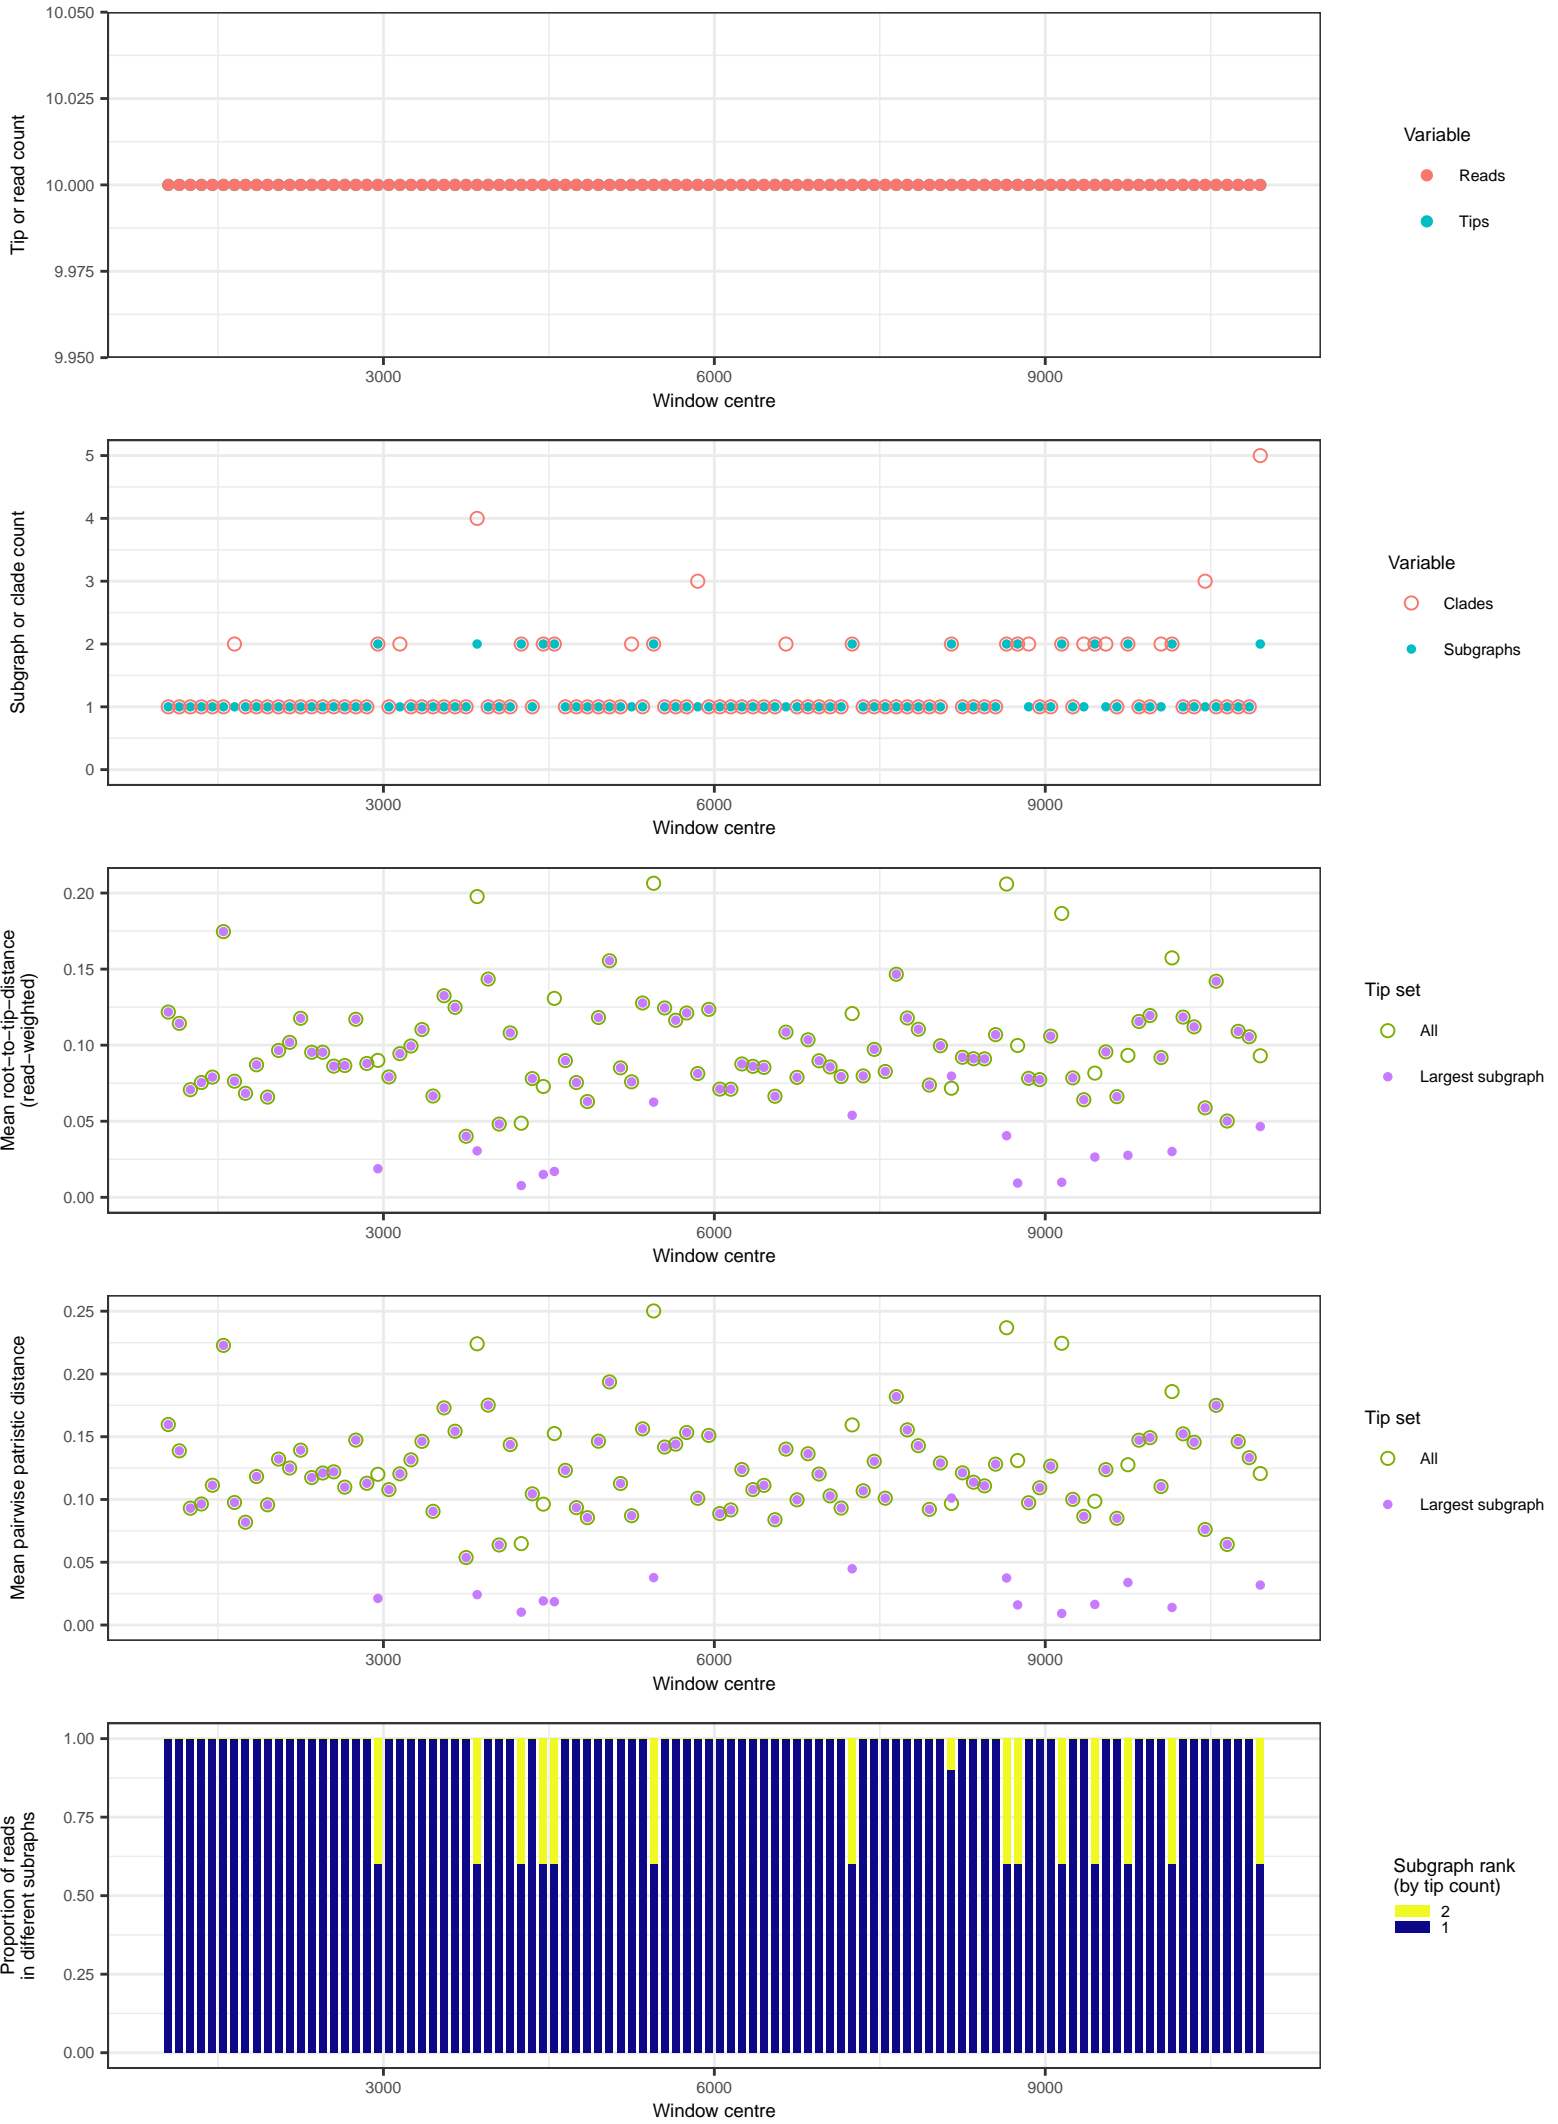 10.050
10.025
10.000
9.975
9.950
Tip or read count
3000 6000 9000
Window centre
Variable
Reads
Tips
5
4
3
2
1
0
Subgraph or clade count
3000 6000 9000
Window centre
Variable
Clades
Subgraphs
0.20
0.15
0.10
0.05
0.00
Mean root−to−tip−distance
(read−weighted)
3000 6000 9000
Window centre
Tip set
All
Largest subgraph
0.25
0.20
0.15
0.10
0.05
0.00
Mean pairwise patristic distance
3000 6000 9000
Window centre
Tip set
All
Largest subgraph
1.00
0.75
0.50
0.25
0.00
Proportion of reads
in different subraphs
3000 6000 9000
Window centre
Subgraph rank
(by tip count)
2
1